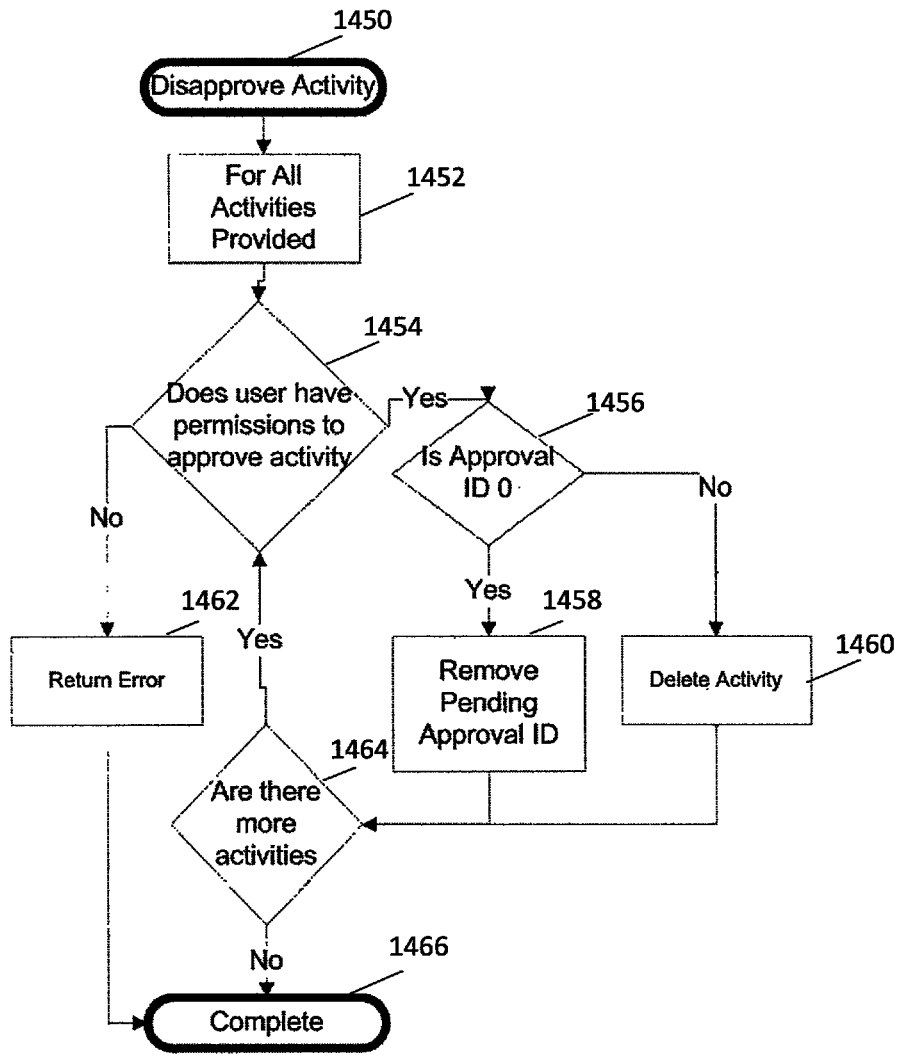 1450
Disapprove Activity
For All
Activities
Provided
1452
1454
Does user have
permissions to
approve activity
Yes
1456
Is Approval
ID 0
No
No
Yes
1462
Return Error
Yes
1458
Remove
Pending
Approval ID
1460
Delete Activity
1464
Are there
more
activities
No
1466
Complete